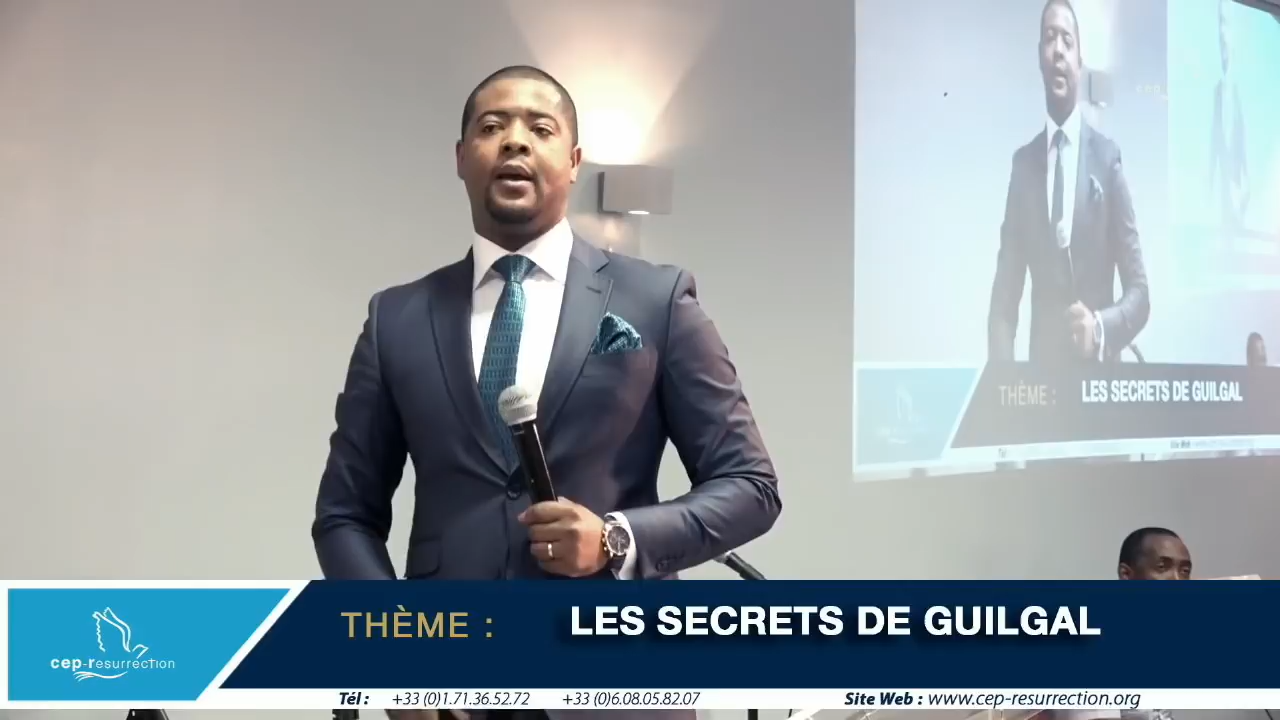 THÈME :
LES SECRETS DE GUILGAL
THÈME : LES SECRETS DE GUILGAL
cep-résurrection
Tél : +33 (0)1.71.36.52.72 +33 (0)6.08.05.82.07 Site Web : www.cep-resurrection.org